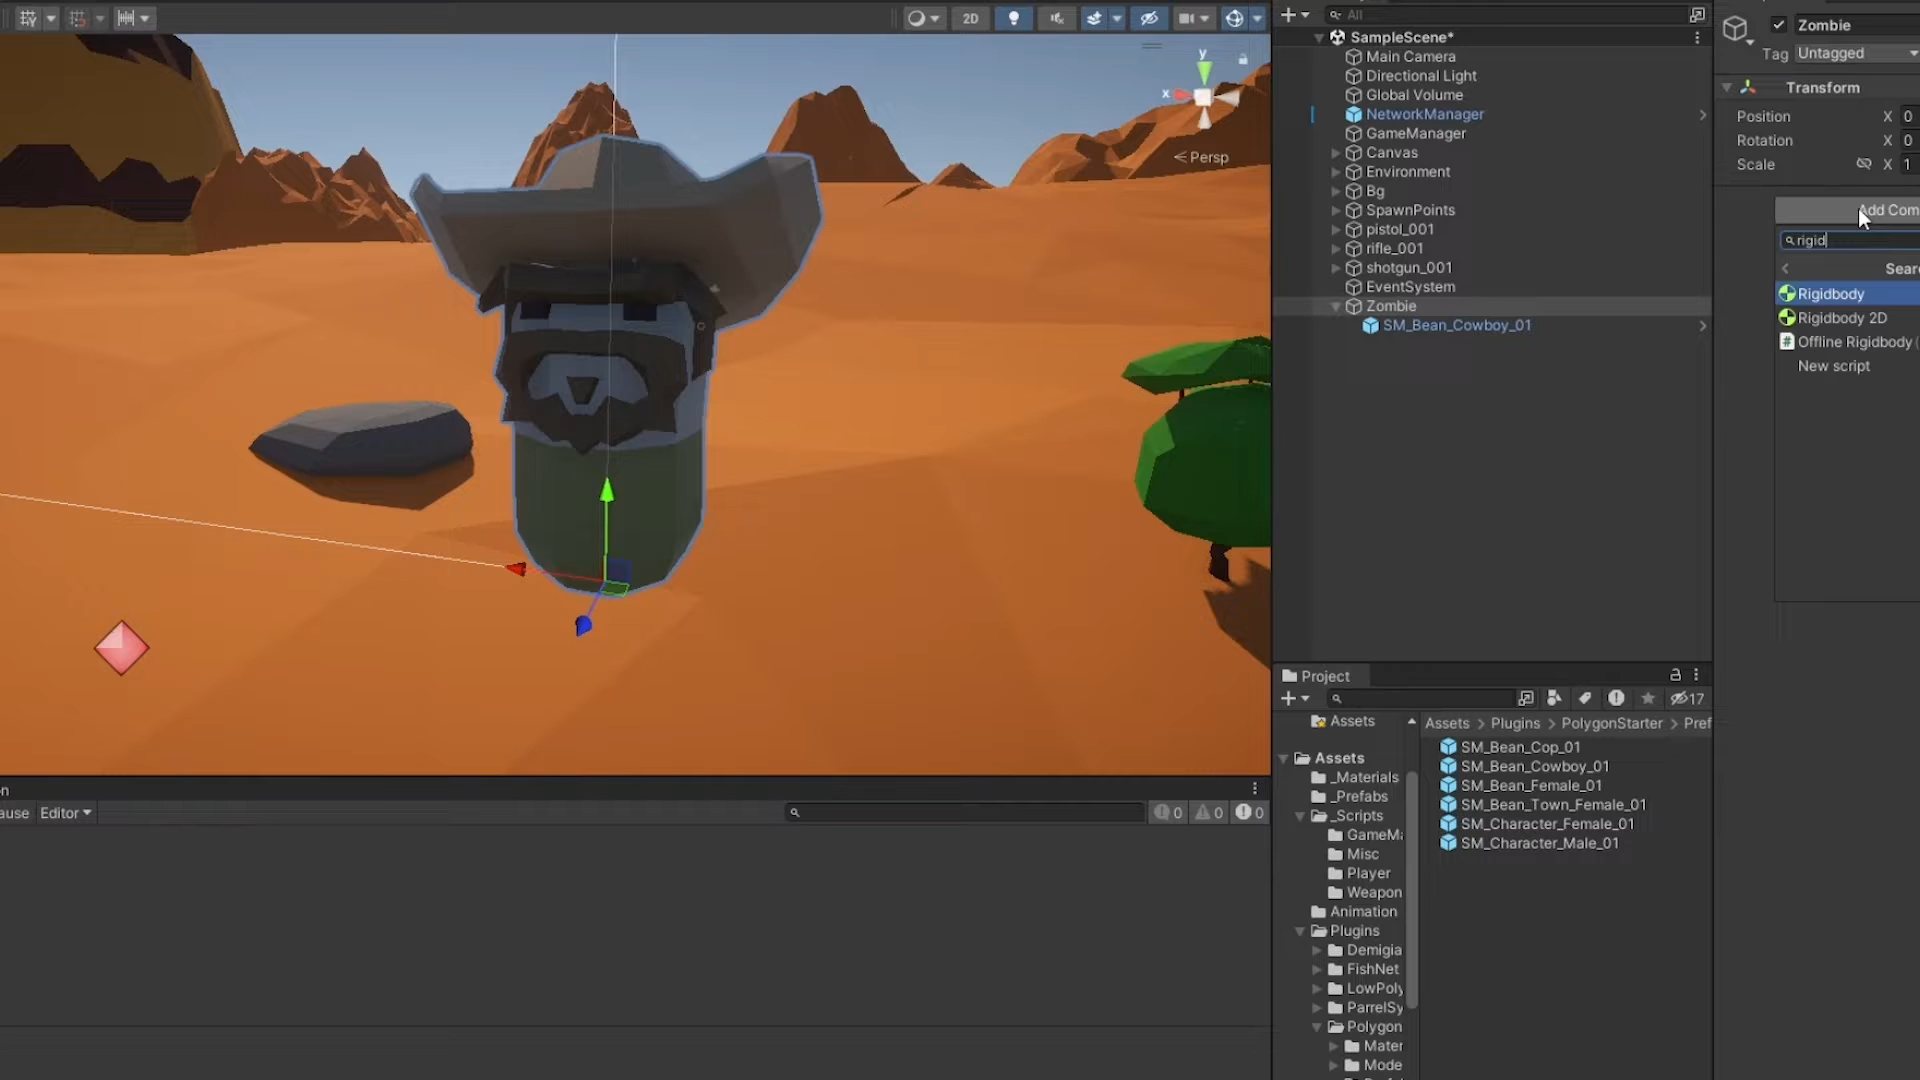 2D
y
x
Persp
n
ause
Editor
0
0
0
All
SampleScene*
Main Camera
Directional Light
Global Volume
NetworkManager
GameManager
Canvas
Environment
Bg
SpawnPoints
pistol_001
rifle_001
shotgun_001
EventSystem
Zombie
SM_Bean_Cowboy_01
Project
17
Assets
Assets
_Materials
_Prefabs
_Scripts
GameMa
Misc
Player
Weapon
Animation
Plugins
Demigia
FishNet
LowPoly
ParrelSy
Polygon
Mater
Mode
Assets > Plugins > PolygonStarter > Pref
SM_Bean_Cop_01
SM_Bean_Cowboy_01
SM_Bean_Female_01
SM_Bean_Town_Female_01
SM_Character_Female_01
SM_Character_Male_01
Zombie
Tag Untagged
Transform
Position X 0
Rotation X 0
Scale X 1
Add Com
rigid
Sear
Rigidbody
Rigidbody 2D
Offline Rigidbody (
New script